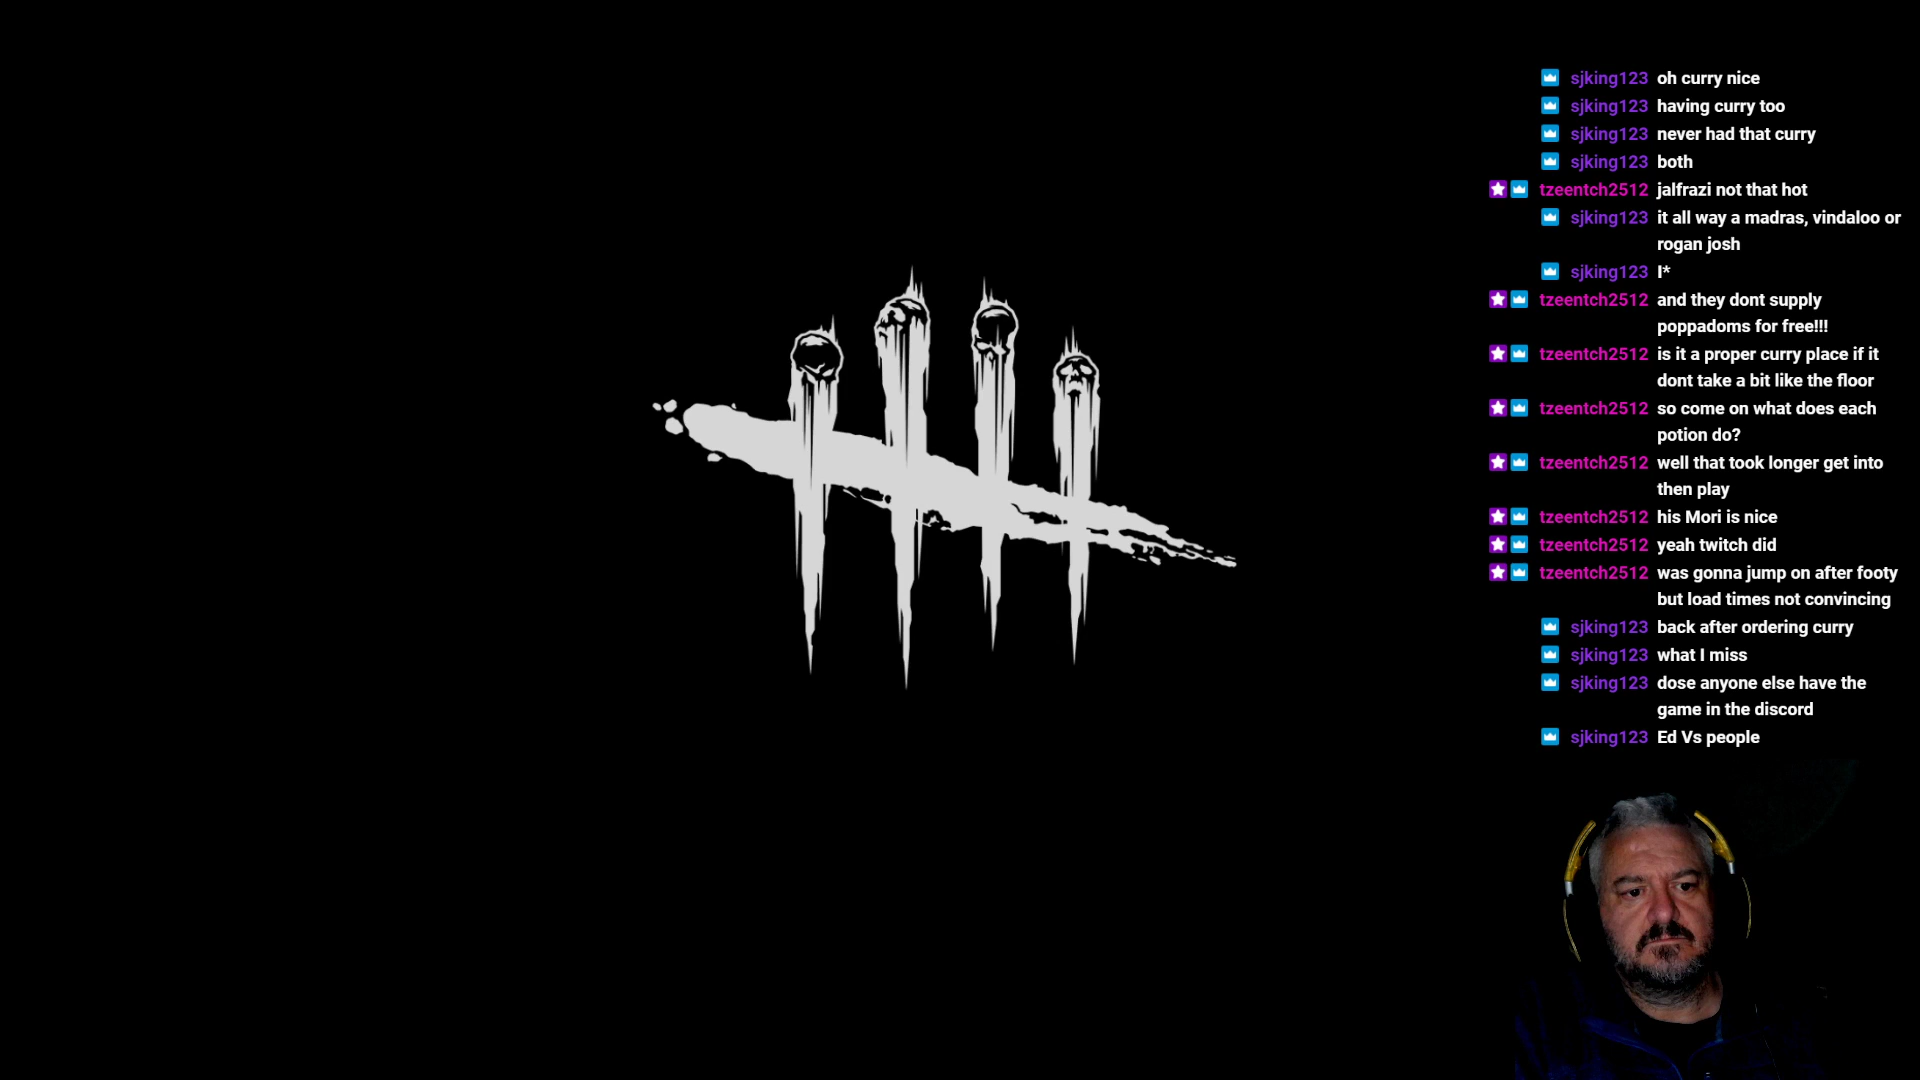 sjking123 oh curry nice
sjking123 having curry too
sjking123 never had that curry
sjking123 both
tzeentch2512 jalfrazi not that hot
sjking123 it all way a madras, vindaloo or
rogan josh
sjking123 I*
tzeentch2512 and they dont supply
poppadoms for free!!!
tzeentch2512 is it a proper curry place if it
dont take a bit like the floor
tzeentch2512 so come on what does each
potion do?
tzeentch2512 well that took longer get into
then play
tzeentch2512 his Mori is nice
tzeentch2512 yeah twitch did
tzeentch2512 was gonna jump on after footy
but load times not convincing
sjking123 back after ordering curry
sjking123 what I miss
sjking123 dose anyone else have the
game in the discord
sjking123 Ed Vs people